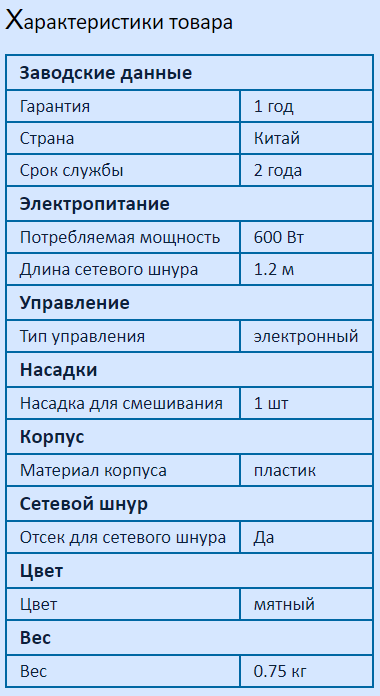 Характеристики товара
Заводские данные
Гарантия 1 год
Страна Китай
Срок службы 2 года
Электропитание
Потребляемая мощность 600 Вт
Длина сетевого шнура 1.2 м
Управление
Тип управления электронный
Насадки
Насадка для смешивания 1 шт
Корпус
Материал корпуса пластик
Сетевой шнур
Отсек для сетевого шнура Да
Цвет
Цвет мятный
Вес
Вес 0.75 кг